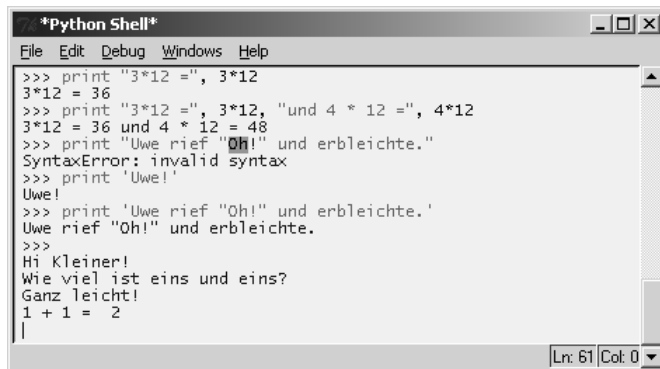 *Python Shell*
File Edit Debug Windows Help
>>> print "3*12 =", 3*12
3*12 = 36
>>> print "3*12 =", 3*12, "und 4 * 12 =", 4*12
3*12 = 36 und 4 * 12 = 48
>>> print "Uwe rief "Oh!" und erbleichte."
SyntaxError: invalid syntax
>>> print 'Uwe!'
Uwe!
>>> print 'Uwe rief "Oh!" und erbleichte.'
Uwe rief "Oh!" und erbleichte.
>>>
Hi Kleiner!
Wie viel ist eins und eins?
Ganz leicht!
1 + 1 =  2
Ln: 61 Col: 0